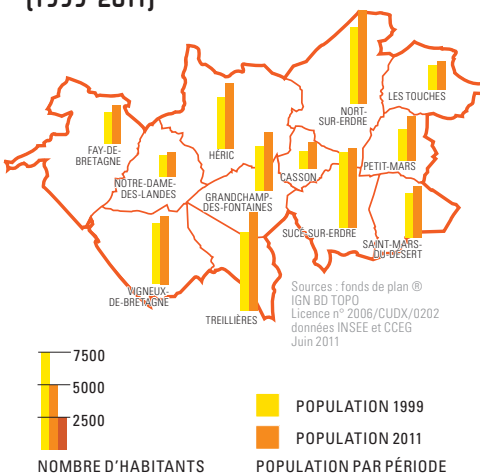 (1999-2011)
LES TOUCHES
NORT-
SUR-ERDRE
FAY-DE-
BRETAGNE
HÉRIC
PETIT-MARS
CASSON
NOTRE-DAME-
DES-LANDES
GRANDCHAMP-
DES-FONTAINES
SUCÉ-SUR-ERDRE
SAINT-MARS-
DU-DÉSERT
VIGNEUX-
DE-BRETAGNE
TREILLIÈRES
Sources : fonds de plan ®
IGN BD TOPO
Licence n° 2006/CUDX/0202
données INSEE et CCEG
Juin 2011
7500
5000
2500
NOMBRE D'HABITANTS
POPULATION 1999
POPULATION 2011
POPULATION PAR PÉRIODE